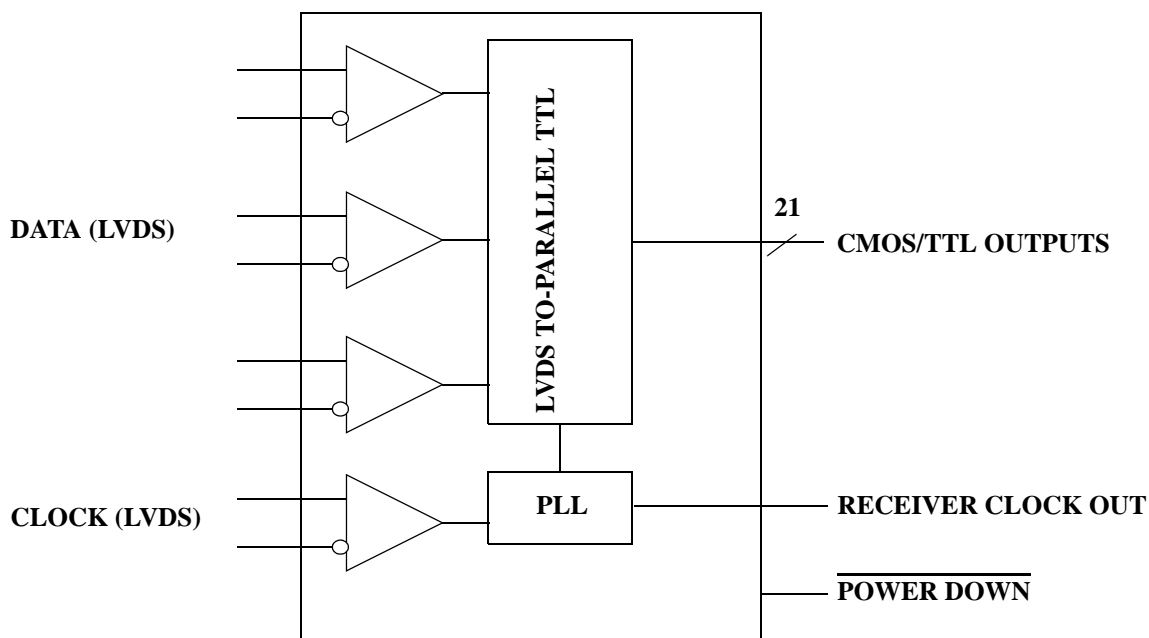 DATA (LVDS)
CLOCK (LVDS)
LVDS TO-PARALLEL TTL
PLL
21
CMOS/TTL OUTPUTS
RECEIVER CLOCK OUT
POWER DOWN